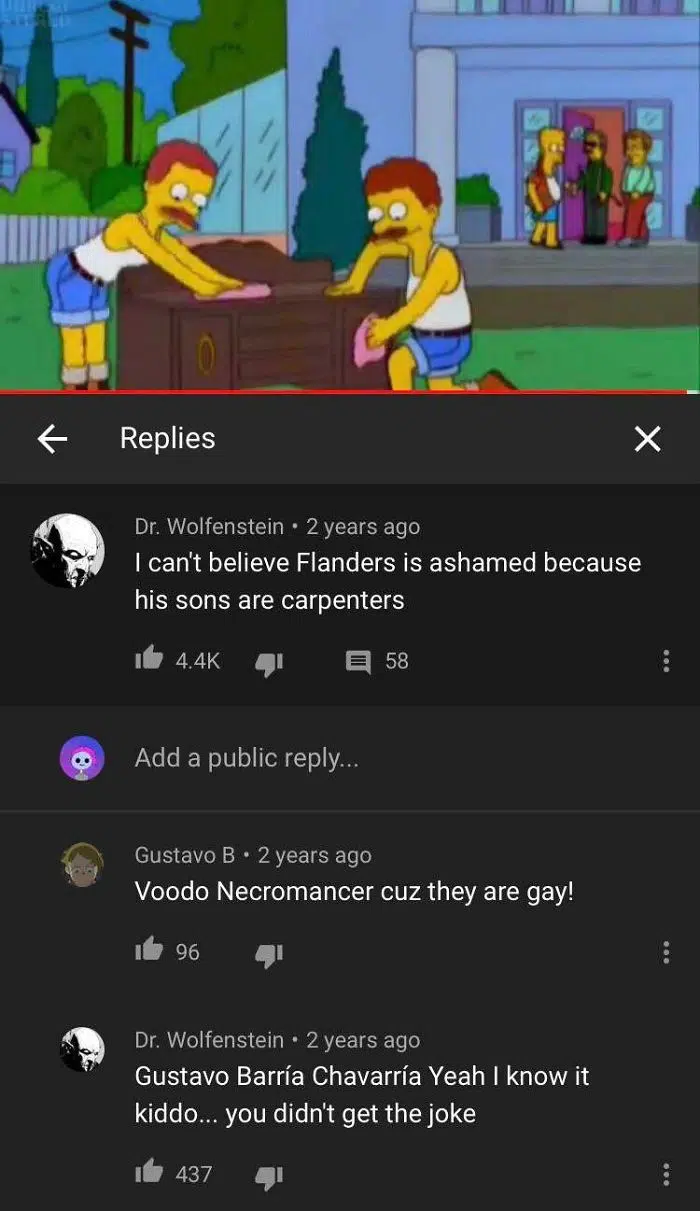 Replies
Dr. Wolfenstein • 2 years ago
I can't believe Flanders is ashamed because
his sons are carpenters
4.4K
58
Add a public reply...
Gustavo B • 2 years ago
Voodo Necromancer cuz they are gay!
96
Dr. Wolfenstein • 2 years ago
Gustavo Barría Chavarría Yeah I know it
kiddo... you didn't get the joke
437